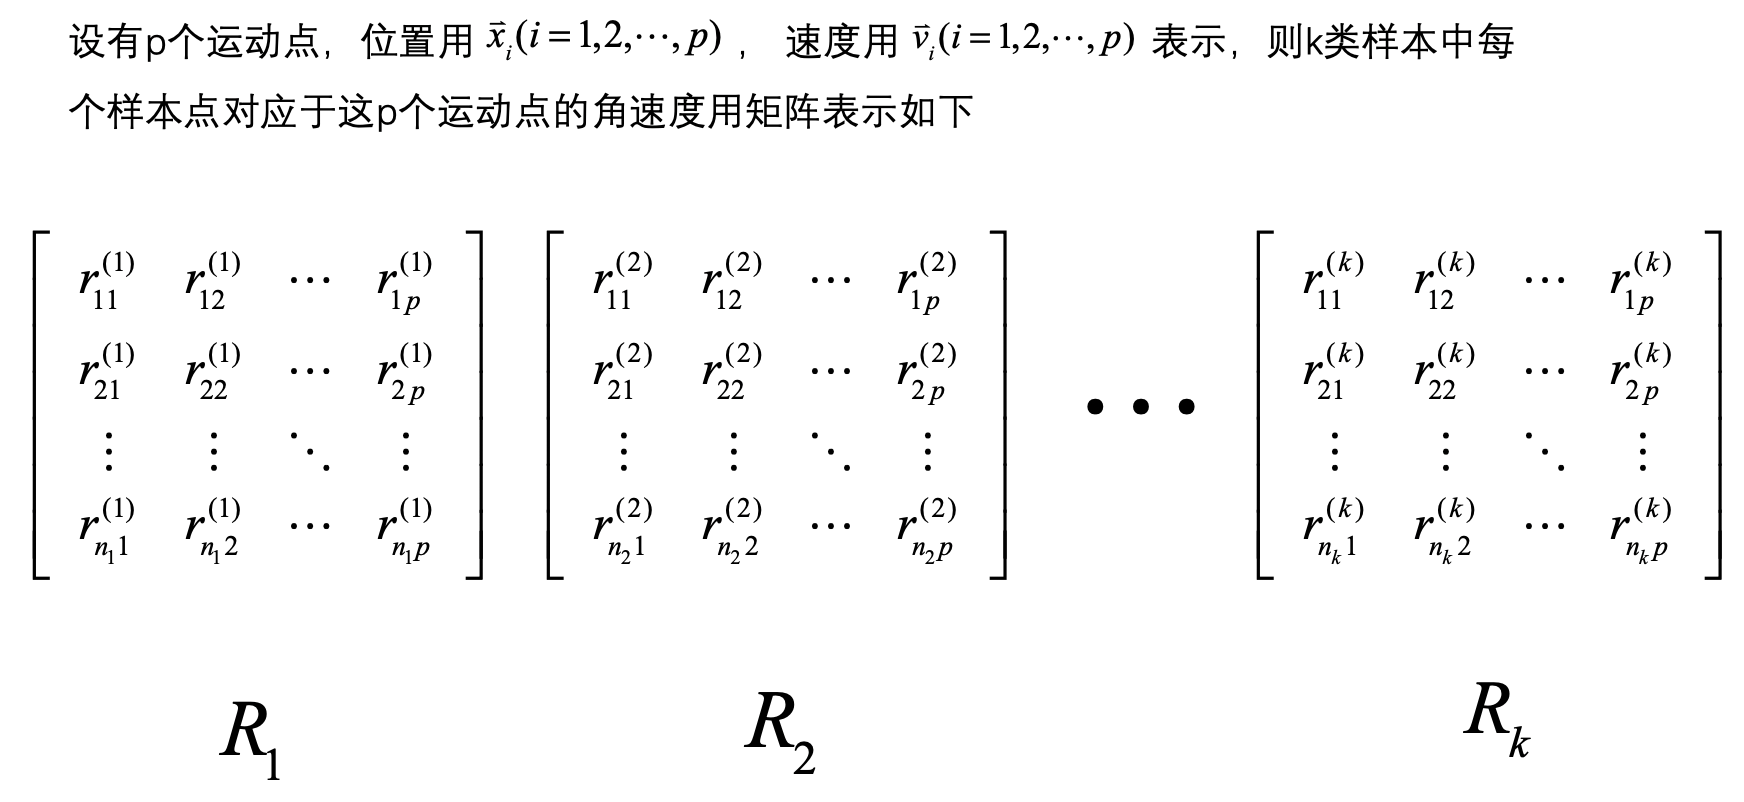 设有p个运动点，位置用 $\vec{x}_i(i=1,2,\cdots,p)$ ， 速度用 $\vec{v}_i(i=1,2,\cdots,p)$ 表示，则k类样本中每
个样本点对应于这p个运动点的角速度用矩阵表示如下
$\begin{bmatrix} r_{11}^{(1)} & r_{12}^{(1)} & \cdots & r_{1p}^{(1)} \\ r_{21}^{(1)} & r_{22}^{(1)} & \cdots & r_{2p}^{(1)} \\ \vdots & \vdots & \ddots & \vdots \\ r_{n_1 1}^{(1)} & r_{n_1 2}^{(1)} & \cdots & r_{n_1 p}^{(1)} \end{bmatrix} \begin{bmatrix} r_{11}^{(2)} & r_{12}^{(2)} & \cdots & r_{1p}^{(2)} \\ r_{21}^{(2)} & r_{22}^{(2)} & \cdots & r_{2p}^{(2)} \\ \vdots & \vdots & \ddots & \vdots \\ r_{n_2 1}^{(2)} & r_{n_2 2}^{(2)} & \cdots & r_{n_2 p}^{(2)} \end{bmatrix} \cdots \begin{bmatrix} r_{11}^{(k)} & r_{12}^{(k)} & \cdots & r_{1p}^{(k)} \\ r_{21}^{(k)} & r_{22}^{(k)} & \cdots & r_{2p}^{(k)} \\ \vdots & \vdots & \ddots & \vdots \\ r_{n_k 1}^{(k)} & r_{n_k 2}^{(k)} & \cdots & r_{n_k p}^{(k)} \end{bmatrix}$
$R_1$ $R_2$ $R_k$